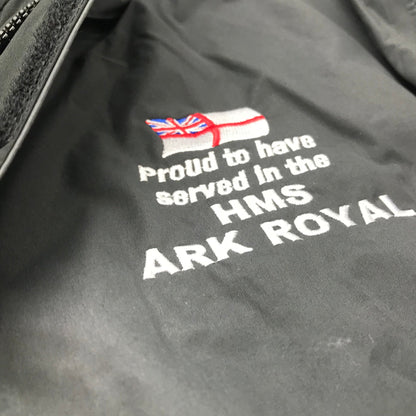 Proud to have
served in the
HMS
ARK ROYAL